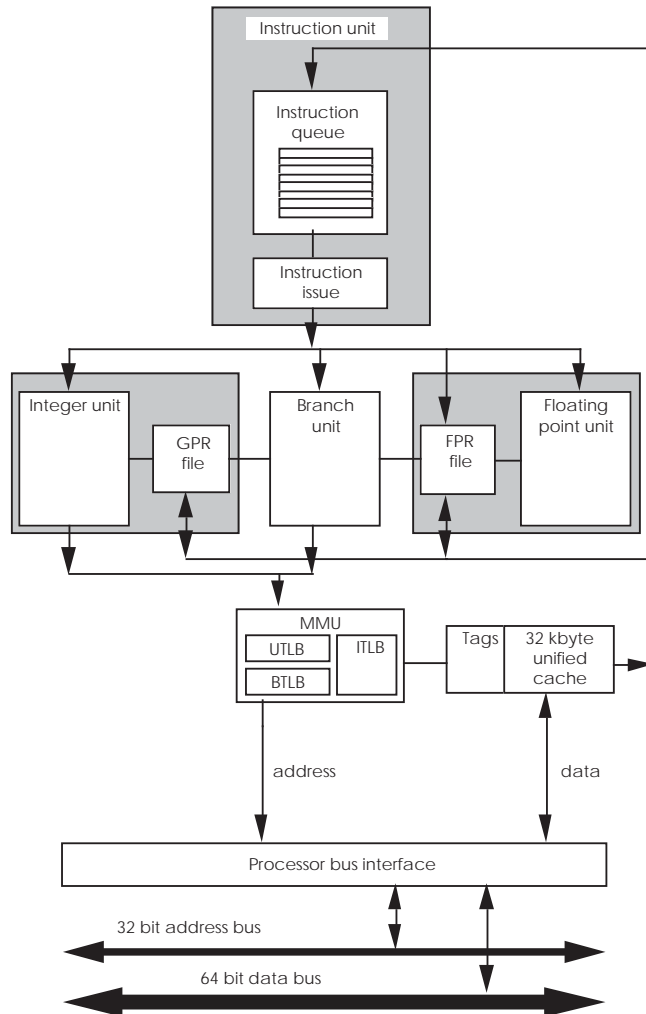 Instruction unit
Instruction
queue
Instruction
issue
Integer unit
GPR
file
Branch
unit
FPR
file
Floating
point unit
MMU
UTLB
ITLB
BTLB
Tags
32 kbyte
unified
cache
address
data
Processor bus interface
32 bit address bus
64 bit data bus